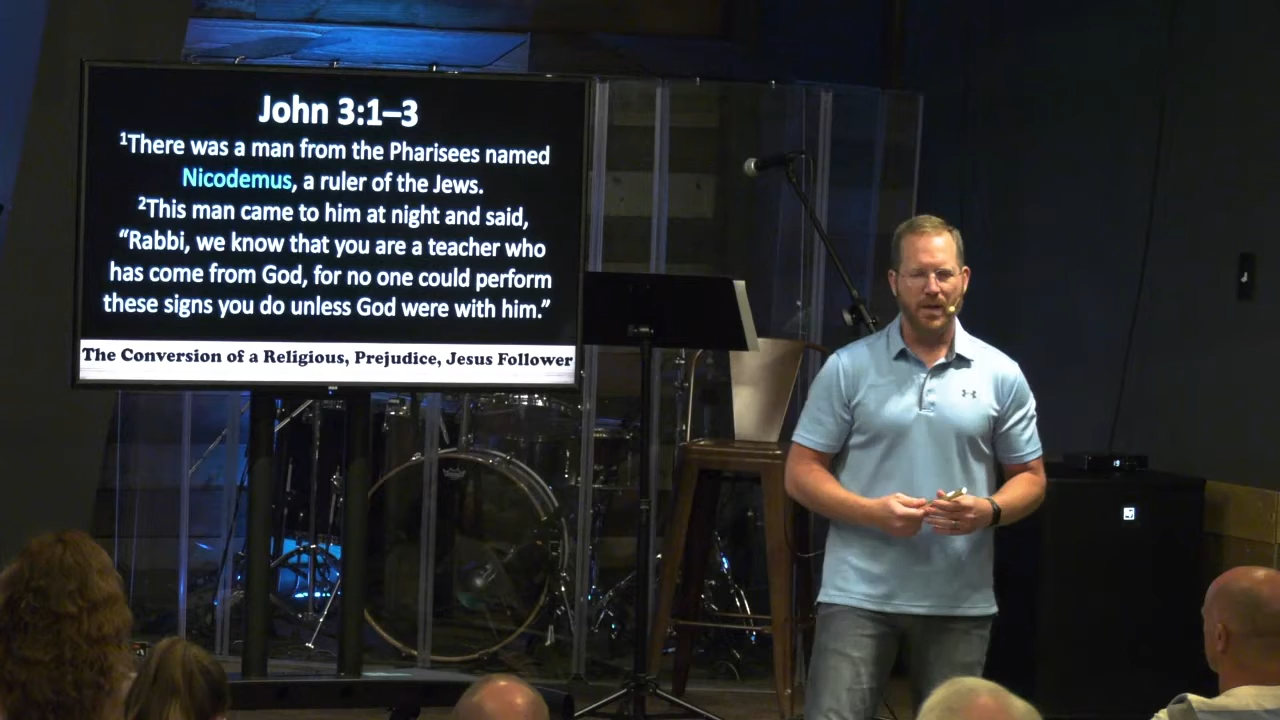 John 3:1–3
¹There was a man from the Pharisees named
Nicodemus, a ruler of the Jews.
²This man came to him at night and said,
“Rabbi, we know that you are a teacher who
has come from God, for no one could perform
these signs you do unless God were with him.”
The Conversion of a Religious, Prejudice, Jesus Follower